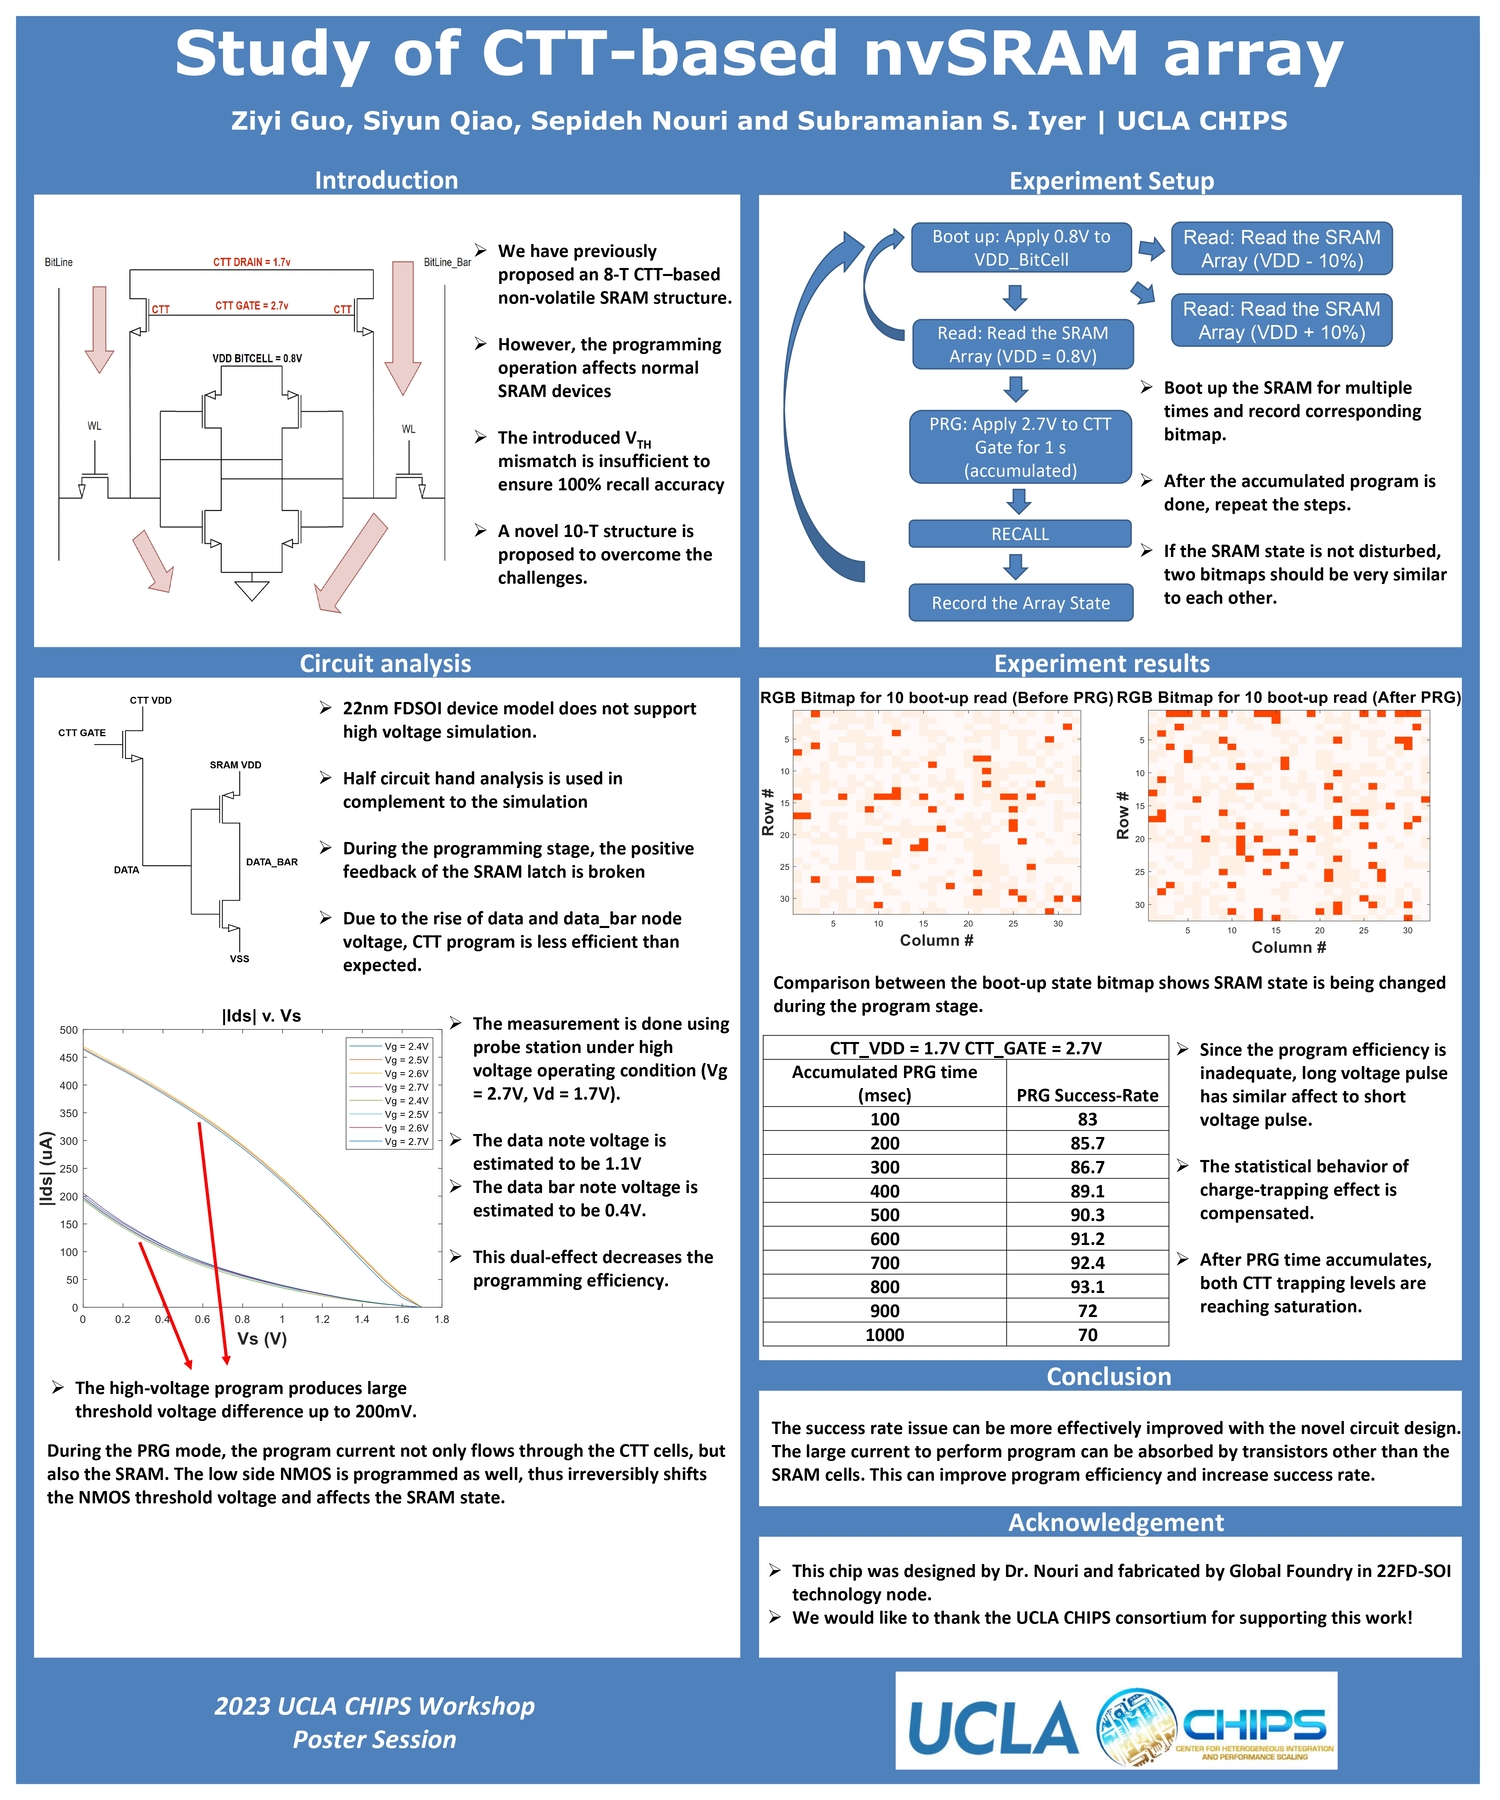 Study of CTT-based nvSRAM array
Ziyi Guo, Siyun Qiao, Sepideh Nouri and Subramanian S. Iyer | UCLA CHIPS
Introduction
BitLine
CTT DRAIN = 1.7v
BitLine_Bar
CTT
CTT GATE = 2.7v
CTT
VDD BITCELL = 0.8V
WL
WL
➢ We have previously
proposed an 8-T CTT–based
non-volatile SRAM structure.
➢ However, the programming
operation affects normal
SRAM devices
➢ The introduced VTH
mismatch is insufficient to
ensure 100% recall accuracy
➢ A novel 10-T structure is
proposed to overcome the
challenges.
Experiment Setup
Boot up: Apply 0.8V to
VDD_BitCell
Read: Read the SRAM
Array (VDD - 10%)
Read: Read the SRAM
Array (VDD + 10%)
Read: Read the SRAM
Array (VDD = 0.8V)
PRG: Apply 2.7V to CTT
Gate for 1 s
(accumulated)
RECALL
Record the Array State
➢ Boot up the SRAM for multiple
times and record corresponding
bitmap.
➢ After the accumulated program is
done, repeat the steps.
➢ If the SRAM state is not disturbed,
two bitmaps should be very similar
to each other.
Circuit analysis
CTT VDD
CTT GATE
SRAM VDD
DATA
DATA_BAR
VSS
➢ 22nm FDSOI device model does not support
high voltage simulation.
➢ Half circuit hand analysis is used in
complement to the simulation
➢ During the programming stage, the positive
feedback of the SRAM latch is broken
➢ Due to the rise of data and data_bar node
voltage, CTT program is less efficient than
expected.
|Ids| v. Vs
500
450
400
350
300
250
200
150
100
50
0
|Ids| (uA)
0 0.2 0.4 0.6 0.8 1 1.2 1.4 1.6 1.8
Vs (V)
Vg = 2.4V
Vg = 2.5V
Vg = 2.6V
Vg = 2.7V
Vg = 2.4V
Vg = 2.5V
Vg = 2.6V
Vg = 2.7V
➢ The measurement is done using
probe station under high
voltage operating condition (Vg
= 2.7V, Vd = 1.7V).
➢ The data note voltage is
estimated to be 1.1V
➢ The data bar note voltage is
estimated to be 0.4V.
➢ This dual-effect decreases the
programming efficiency.
➢ The high-voltage program produces large
threshold voltage difference up to 200mV.
During the PRG mode, the program current not only flows through the CTT cells, but
also the SRAM. The low side NMOS is programmed as well, thus irreversibly shifts
the NMOS threshold voltage and affects the SRAM state.
Experiment results
RGB Bitmap for 10 boot-up read (Before PRG)
5
10
15
20
25
30
Row #
5 10 15 20 25 30
Column #
RGB Bitmap for 10 boot-up read (After PRG)
5
10
15
20
25
30
Row #
5 10 15 20 25 30
Column #
Comparison between the boot-up state bitmap shows SRAM state is being changed
during the program stage.
CTT_VDD = 1.7V CTT_GATE = 2.7V
Accumulated PRG time
(msec) PRG Success-Rate
100 83
200 85.7
300 86.7
400 89.1
500 90.3
600 91.2
700 92.4
800 93.1
900 72
1000 70
➢ Since the program efficiency is
inadequate, long voltage pulse
has similar affect to short
voltage pulse.
➢ The statistical behavior of
charge-trapping effect is
compensated.
➢ After PRG time accumulates,
both CTT trapping levels are
reaching saturation.
Conclusion
The success rate issue can be more effectively improved with the novel circuit design.
The large current to perform program can be absorbed by transistors other than the
SRAM cells. This can improve program efficiency and increase success rate.
Acknowledgement
➢ This chip was designed by Dr. Nouri and fabricated by Global Foundry in 22FD-SOI
technology node.
➢ We would like to thank the UCLA CHIPS consortium for supporting this work!
2023 UCLA CHIPS Workshop
Poster Session
UCLA
CHIPS
CENTER FOR HETEROGENEOUS INTEGRATION
AND PERFORMANCE SCALING